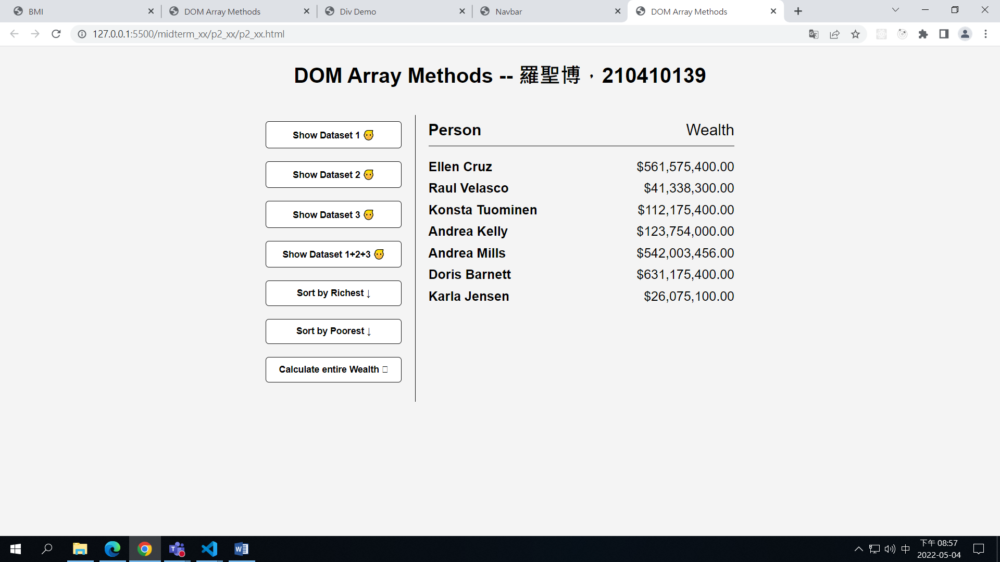 BMI
DOM Array Methods
Div Demo
Navbar
DOM Array Methods
127.0.0.1:5500/midterm_xx/p2_xx/p2_xx.html
DOM Array Methods -- 羅聖博，210410139
Show Dataset 1
Show Dataset 2
Show Dataset 3
Show Dataset 1+2+3
Sort by Richest ↓
Sort by Poorest ↓
Calculate entire Wealth
Person Wealth
Ellen Cruz $561,575,400.00
Raul Velasco $41,338,300.00
Konsta Tuominen $112,175,400.00
Andrea Kelly $123,754,000.00
Andrea Mills $542,003,456.00
Doris Barnett $631,175,400.00
Karla Jensen $26,075,100.00
中
下午 08:57
2022-05-04